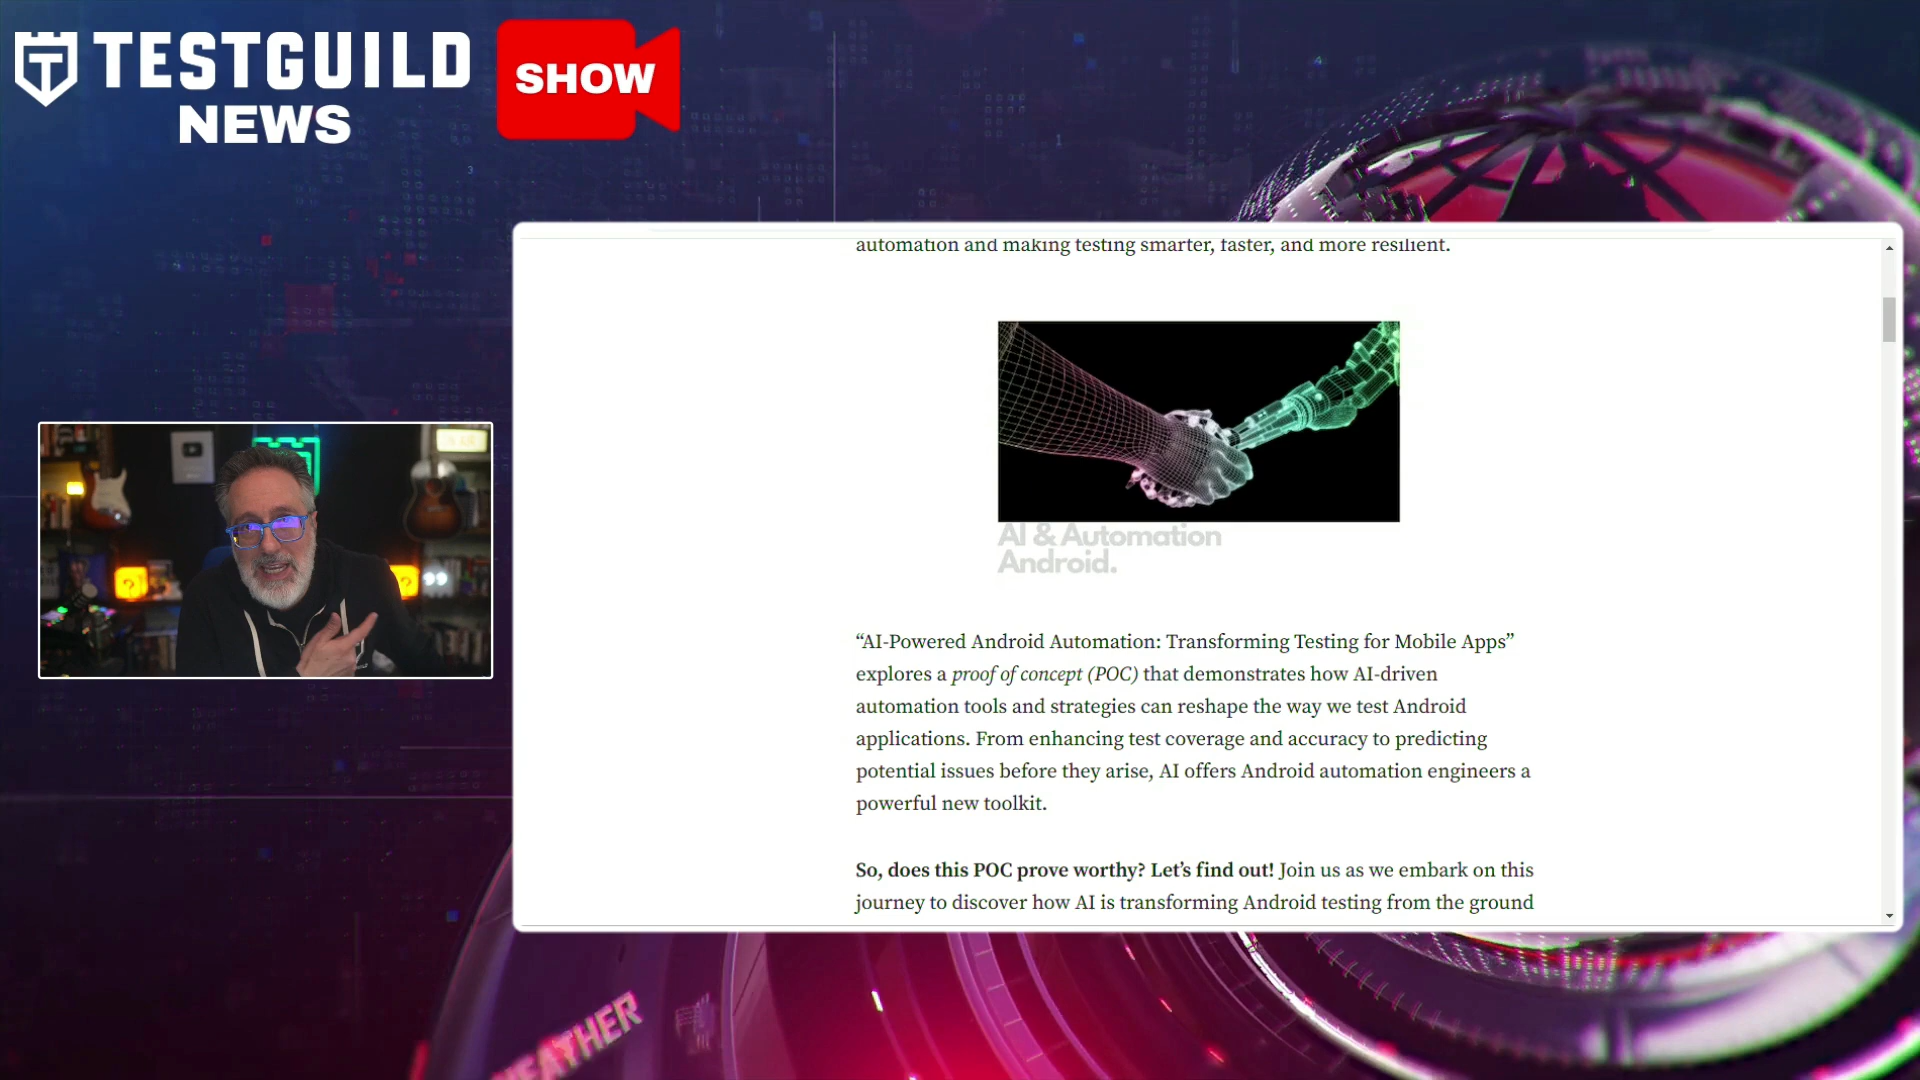 TESTGUILD
NEWS
SHOW
automation and making testing smarter, faster, and more resilient.
AI & Automation
Android.
“AI-Powered Android Automation: Transforming Testing for Mobile Apps”
explores a proof of concept (POC) that demonstrates how AI-driven
automation tools and strategies can reshape the way we test Android
applications. From enhancing test coverage and accuracy to predicting
potential issues before they arise, AI offers Android automation engineers a
powerful new toolkit.
So, does this POC prove worthy? Let’s find out! Join us as we embark on this
journey to discover how AI is transforming Android testing from the ground
WEATHER